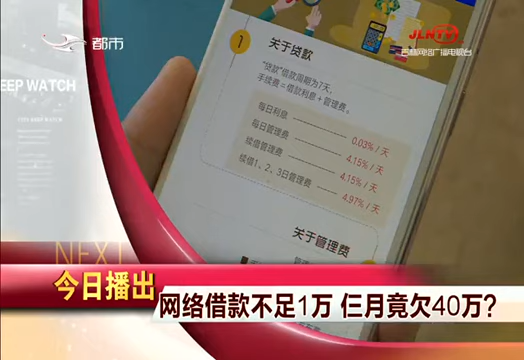 都市
JLNTV
吉林网络广播电视台
EEP WATCH
1
关于贷款
“贷款”借款周期为7天,
手续费=借款利息+管理费。
每日利息 0.03%/天
每日管理费 4.15%/天
续借管理费 4.15%/天
续借1、2、3日管理费 4.97%/天
关于管理费
NEXT
今日播出
网络借款不足1万 仨月竟欠40万?